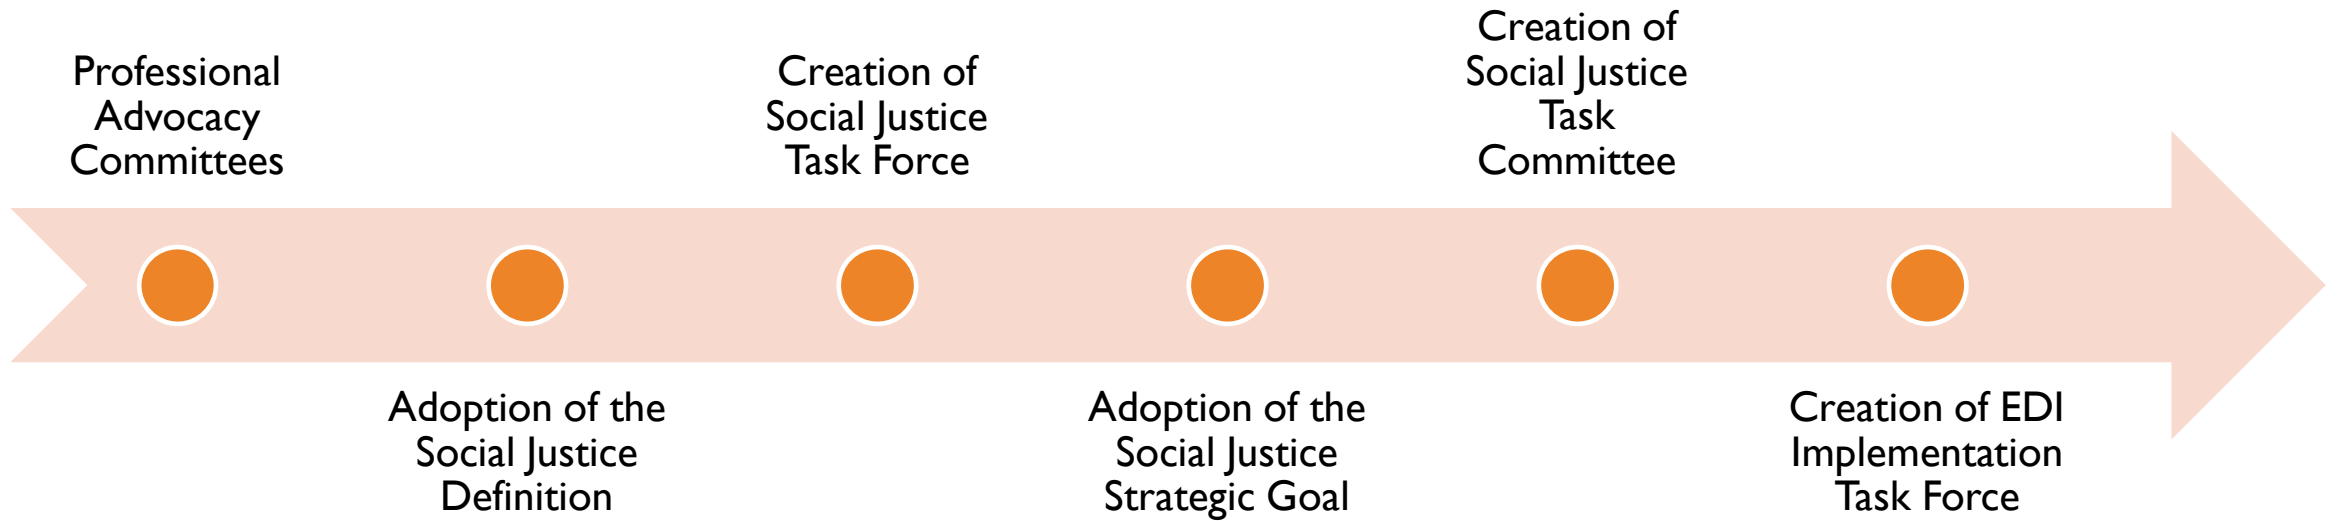 Professional
Advocacy
Committees
Adoption of the
Social Justice
Definition
Creation of
Social Justice
Task Force
Adoption of the
Social Justice
Strategic Goal
Creation of
Social Justice
Task
Committee
Creation of EDI
Implementation
Task Force